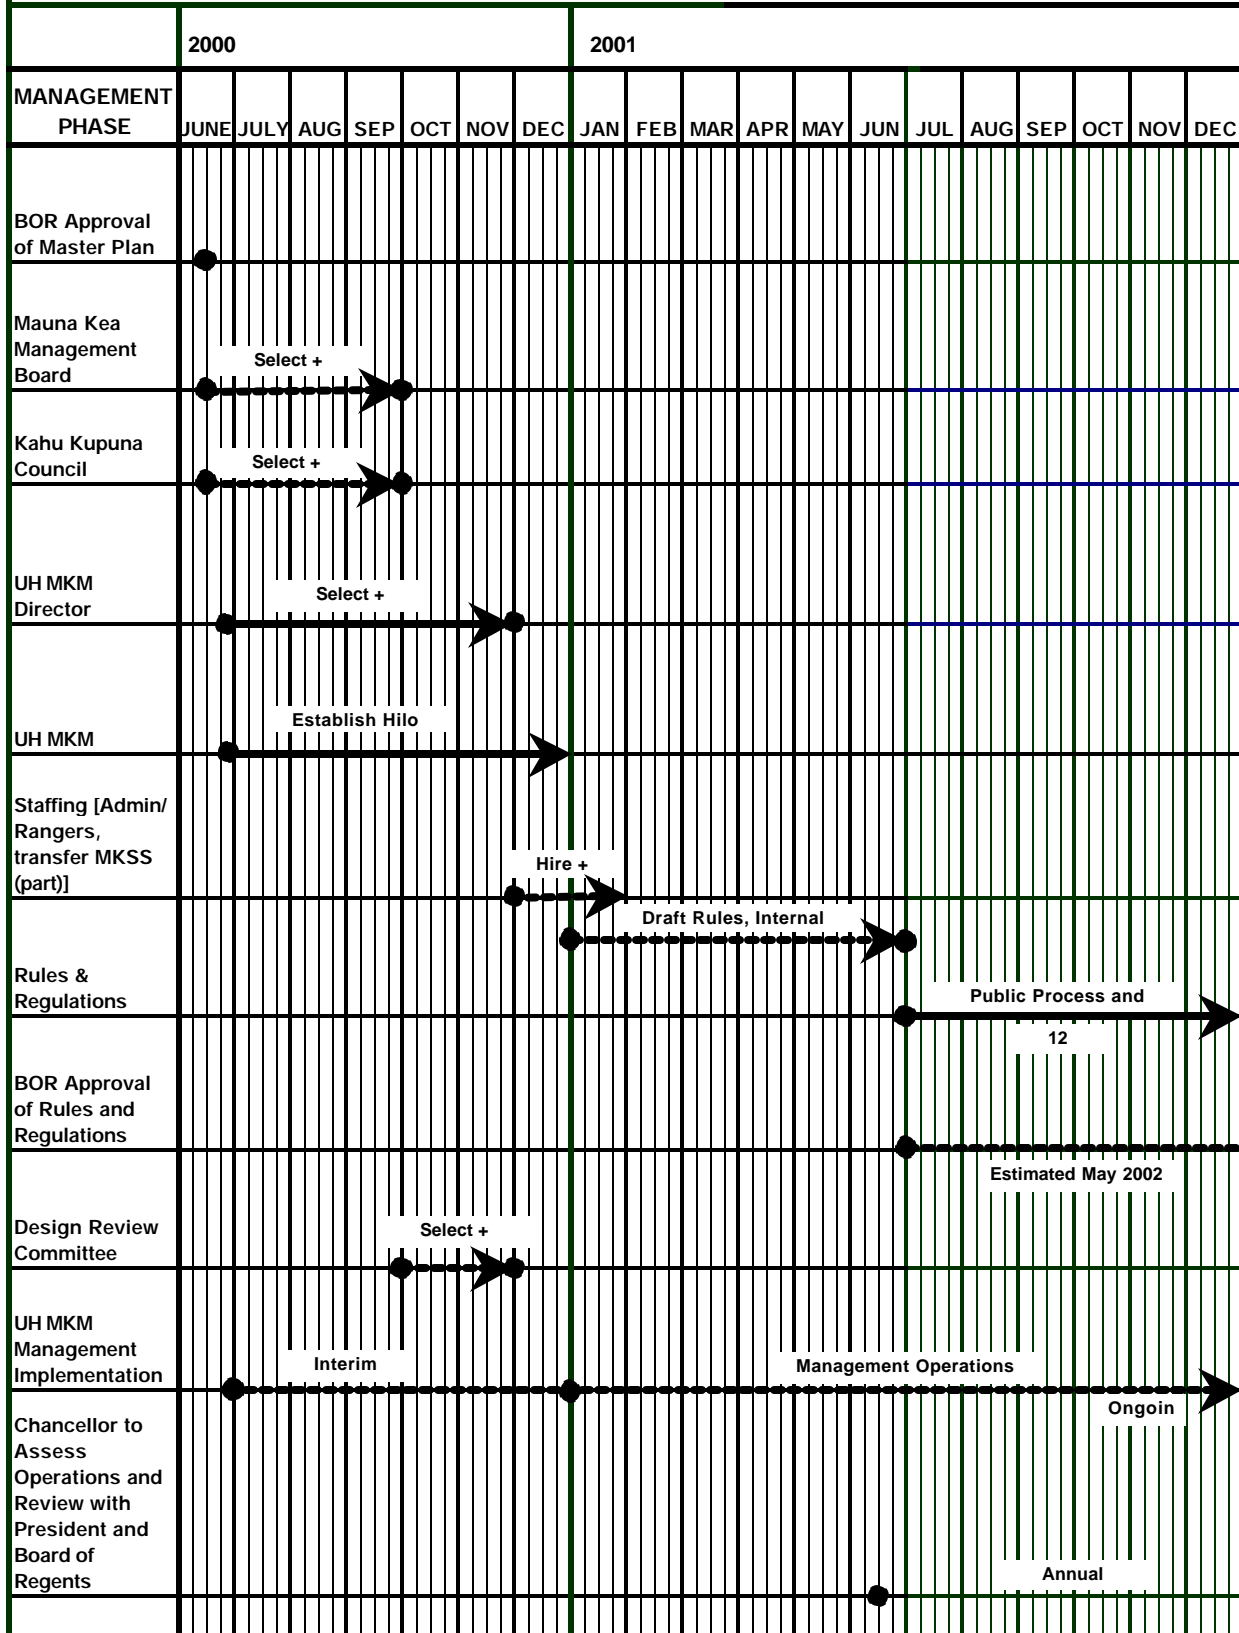 2000
2001
MANAGEMENT
PHASE
JUNE JULY AUG SEP OCT NOV DEC JAN FEB MAR APR MAY JUN JUL AUG SEP OCT NOV DEC
BOR Approval
of Master Plan
Mauna Kea
Management
Board
Select +
Kahu Kupuna
Council
Select +
UH MKM
Director
Select +
UH MKM
Establish Hilo
Staffing [Admin/
Rangers,
transfer MKSS
(part)]
Hire +
Draft Rules, Internal
Rules &
Regulations
Public Process and
12
BOR Approval
of Rules and
Regulations
Estimated May 2002
Design Review
Committee
Select +
UH MKM
Management
Implementation
Interim
Management Operations
Ongoin
Chancellor to
Assess
Operations and
Review with
President and
Board of
Regents
Annual